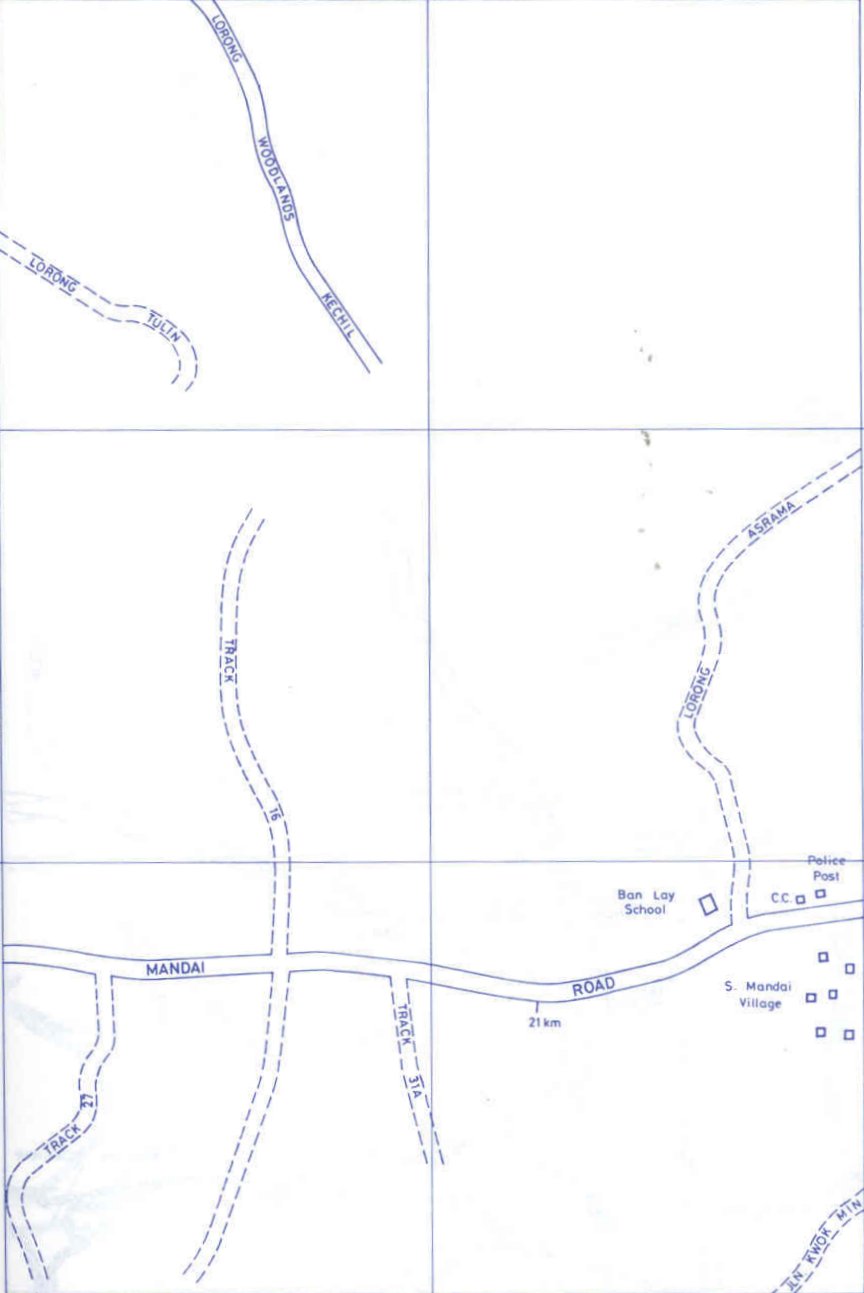 LORONG
WOODLANDS
KECHIL
LORONG
TULIN
ASRAMA
LORONG
TRACK
16
Police
Post
C.C.
Ban Lay
School
MANDAI
ROAD
S. Mandai
Village
21 km
TRACK
31A
27
TRACK
JLN KWOK MIN